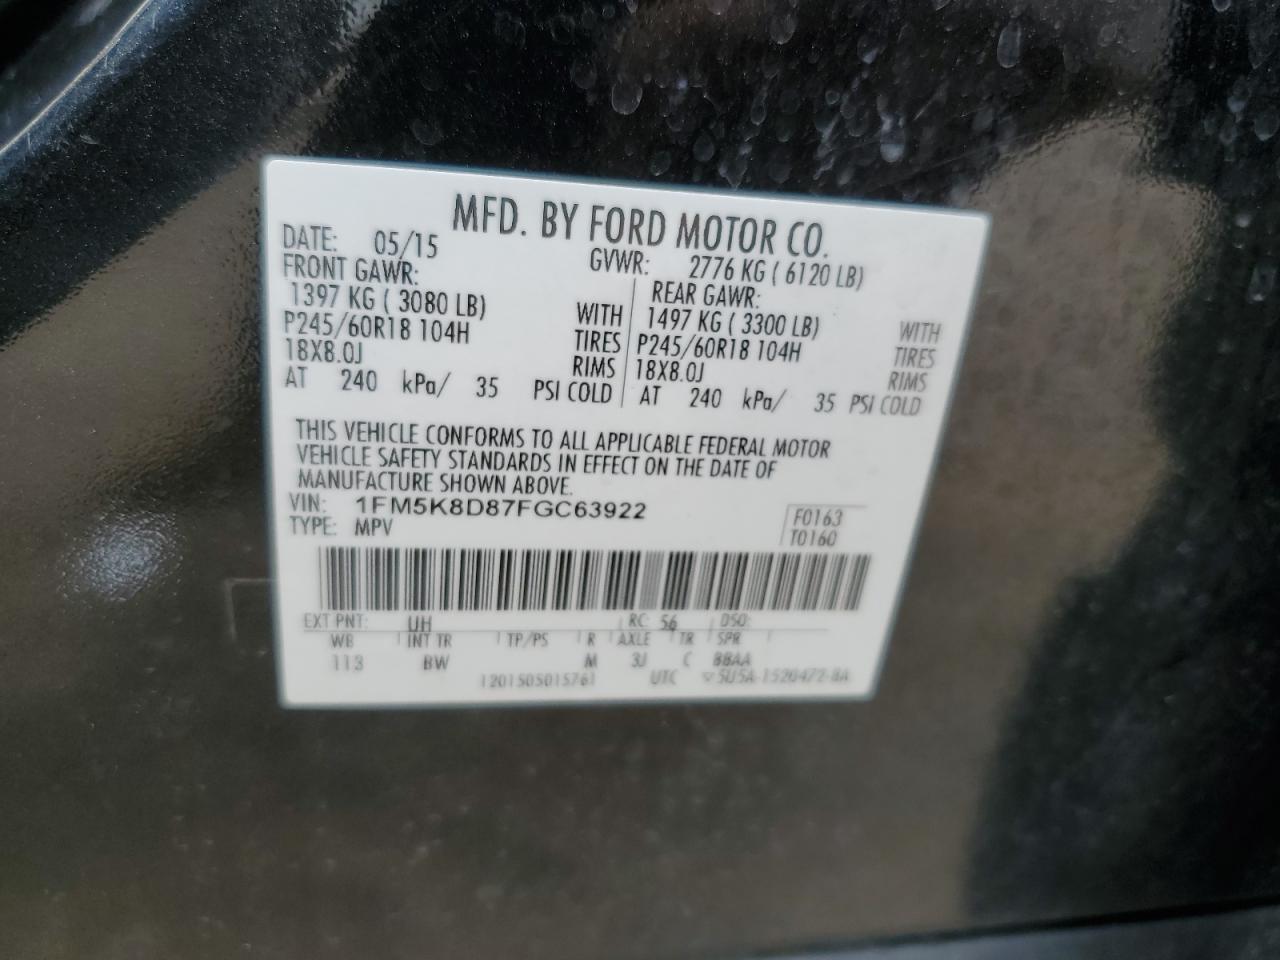 MFD. BY FORD MOTOR CO.
DATE: 05/15 GVWR: 2776 KG ( 6120 LB)
FRONT GAWR: REAR GAWR:
1397 KG ( 3080 LB) WITH 1497 KG ( 3300 LB) WITH
P245/60R18 104H TIRES P245/60R18 104H TIRES
18X8.0J RIMS 18X8.0J RIMS
AT 240 kPa/ 35 PSI COLD AT 240 kPa/ 35 PSI COLD
THIS VEHICLE CONFORMS TO ALL APPLICABLE FEDERAL MOTOR
VEHICLE SAFETY STANDARDS IN EFFECT ON THE DATE OF
MANUFACTURE SHOWN ABOVE.
VIN: 1FM5K8D87FGC63922 F0163
TYPE: MPV T0160
EXT PNT: UH RC: 56 DSO:
WB INT TR TP/PS R AXLE TR SPR
113 BW M 3J C BBAA
1201505015761 UTC ▽ 5U5A-1520472-BA